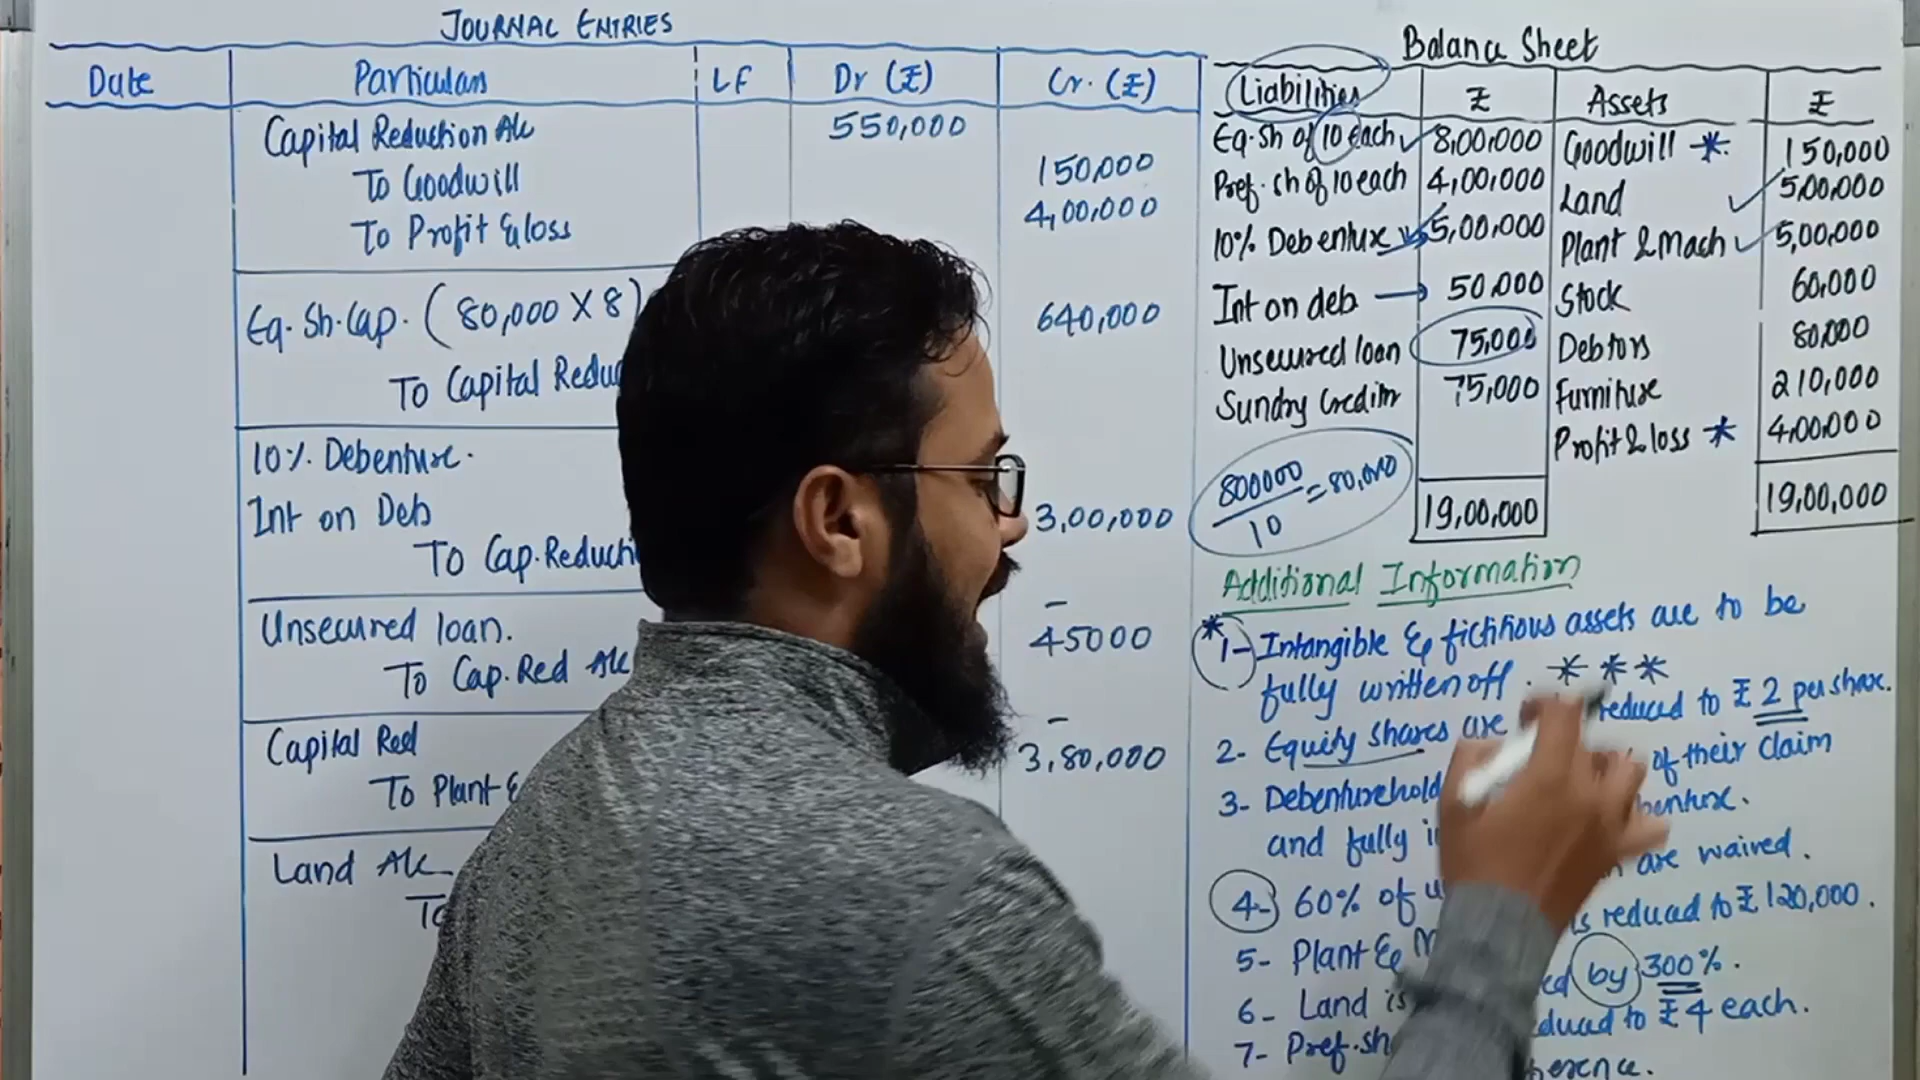 JOURNAL ENTRIES
Date Particulars LF Dr (₹) Cr. (₹)
Capital Reduction A/c 550,000
To Goodwill 150,000
To Profit & loss 4,00,000
Eq. Sh. Cap. (80,000 X 8) 640,000
To Capital Reduc
10% Debenture.
Int on Deb 3,00,000
To Cap. Reducti
Unsecured loan. 45000
To Cap. Red A/c
Capital Red 3,80,000
To Plant &
Land A/c
To
Balance Sheet
Liabilities ₹ Assets ₹
Eq. Sh of 10 each 8,00,000 Goodwill * 150,000
Pref. sh of 10 each 4,00,000 Land 5,00,000
10% Debenture 5,00,000 Plant & Mach 5,00,000
Int on deb → 50,000 Stock 60,000
Unsecured loan 75,000 Debtors 80,000
Sundry Creditor 75,000 Furniture 210,000
Profit & loss * 4,00,000
800000/10 = 80,000
19,00,000 19,00,000
Additional Information
* 1- Intangible & fictitious assets are to be
fully written off. * * *
2- Equity shares are reduced to ₹ 2 per share.
3- Debenturehold of their claim
and fully i benture.
4- 60% of u are waived.
5- Plant & M is reduced to ₹ 120,000.
6- Land is ed by 300%.
7- Pref. sh duced to ₹ 4 each.
erence.